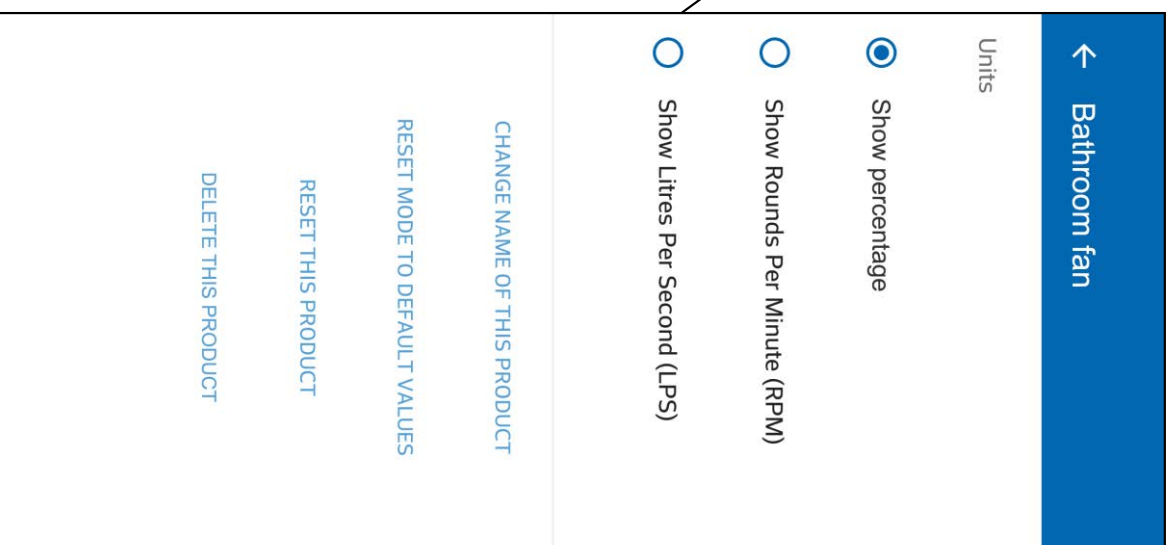 Bathroom fan
Units
Show percentage
Show Rounds Per Minute (RPM)
Show Litres Per Second (LPS)
CHANGE NAME OF THIS PRODUCT
RESET MODE TO DEFAULT VALUES
RESET THIS PRODUCT
DELETE THIS PRODUCT